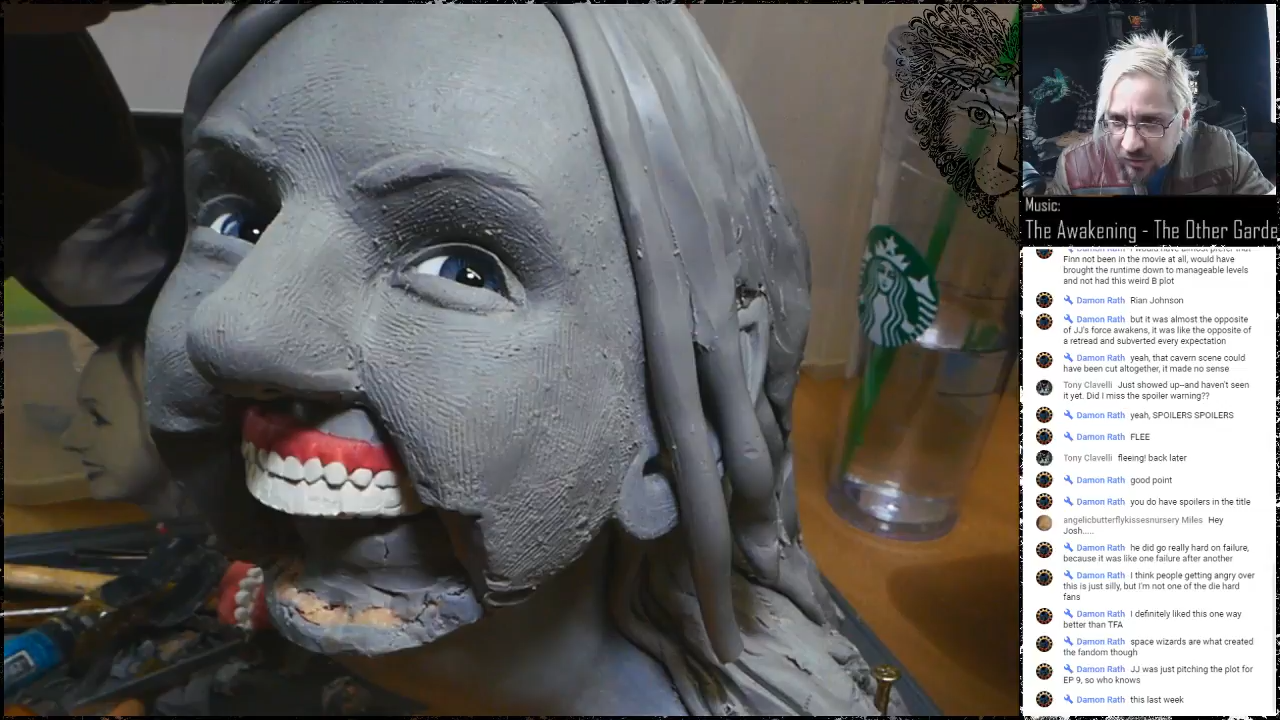 Music:
The Awakening - The Other Garde
Finn not been in the movie at all, would have
brought the runtime down to manageable levels
and not had this weird B plot
Damon Rath Rian Johnson
Damon Rath but it was almost the opposite
of JJ's force awakens, it was like the opposite of
a retread and subverted every expectation
Damon Rath yeah, that cavern scene could
have been cut altogether, it made no sense
Tony Clavelli Just showed up--and haven't seen
it yet. Did I miss the spoiler warning??
Damon Rath yeah, SPOILERS SPOILERS
Damon Rath FLEE
Tony Clavelli fleeing! back later
Damon Rath good point
Damon Rath you do have spoilers in the title
angelicbutterflykissesnursery Miles Hey
Josh.....
Damon Rath he did go really hard on failure,
because it was like one failure after another
Damon Rath I think people getting angry over
this is just silly, but I'm not one of the die hard
fans
Damon Rath I definitely liked this one way
better than TFA
Damon Rath space wizards are what created
the fandom though
Damon Rath JJ was just pitching the plot for
EP 9, so who knows
Damon Rath this last week